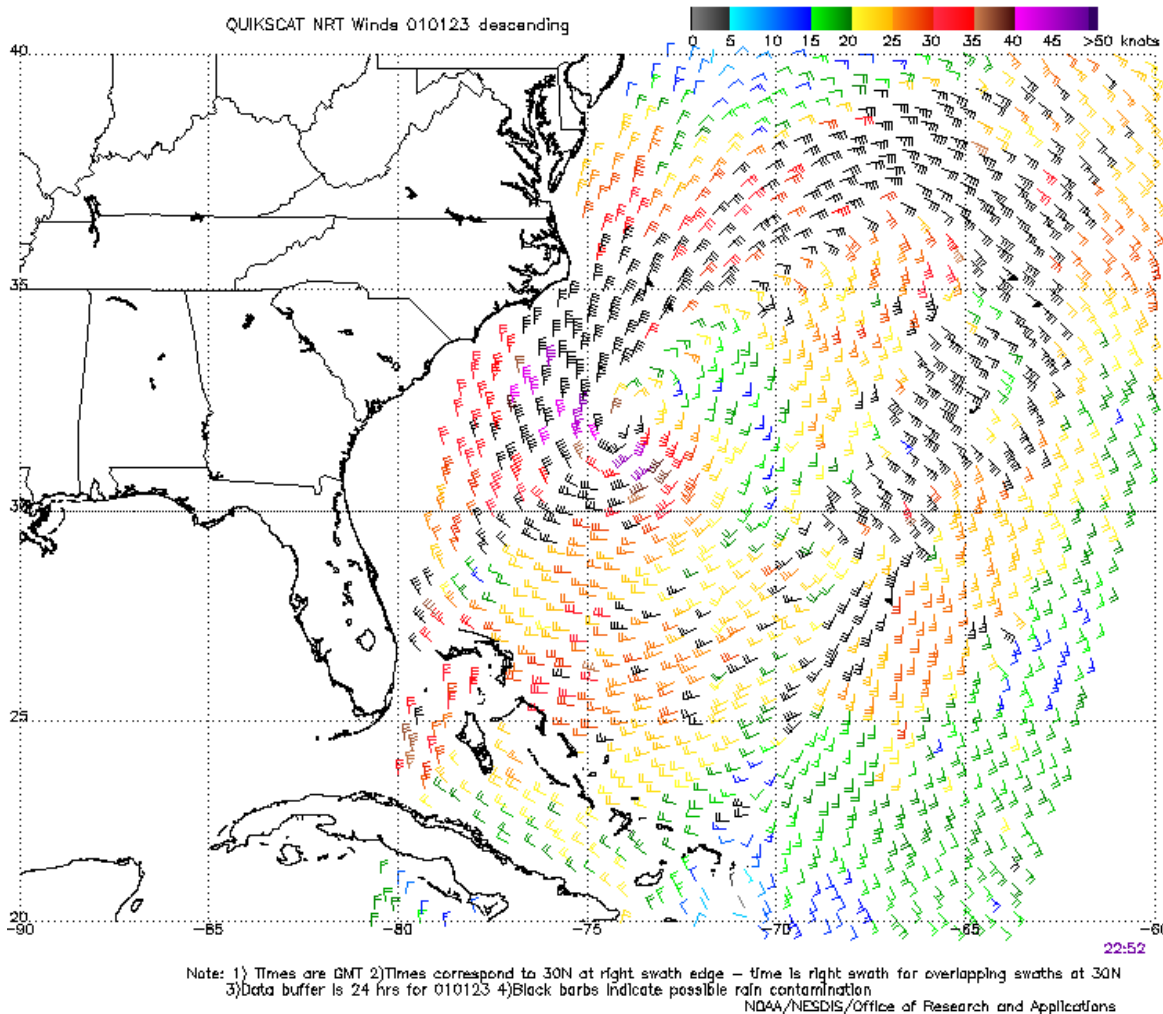 QUIKSCAT NRT Winds 010123 descending
0 5 10 15 20 25 30 35 40 45 >50 knots
40
35
30
25
20
-90 -85 -80 -75 -70 -65 -60
22:52
Note: 1) Times are GMT 2)Times correspond to 30N at right swath edge - time is right swath for overlapping swaths at 30N
3)Data buffer is 24 hrs for 010123 4)Black barbs indicate possible rain contamination
NOAA/NESDIS/Office of Research and Applications